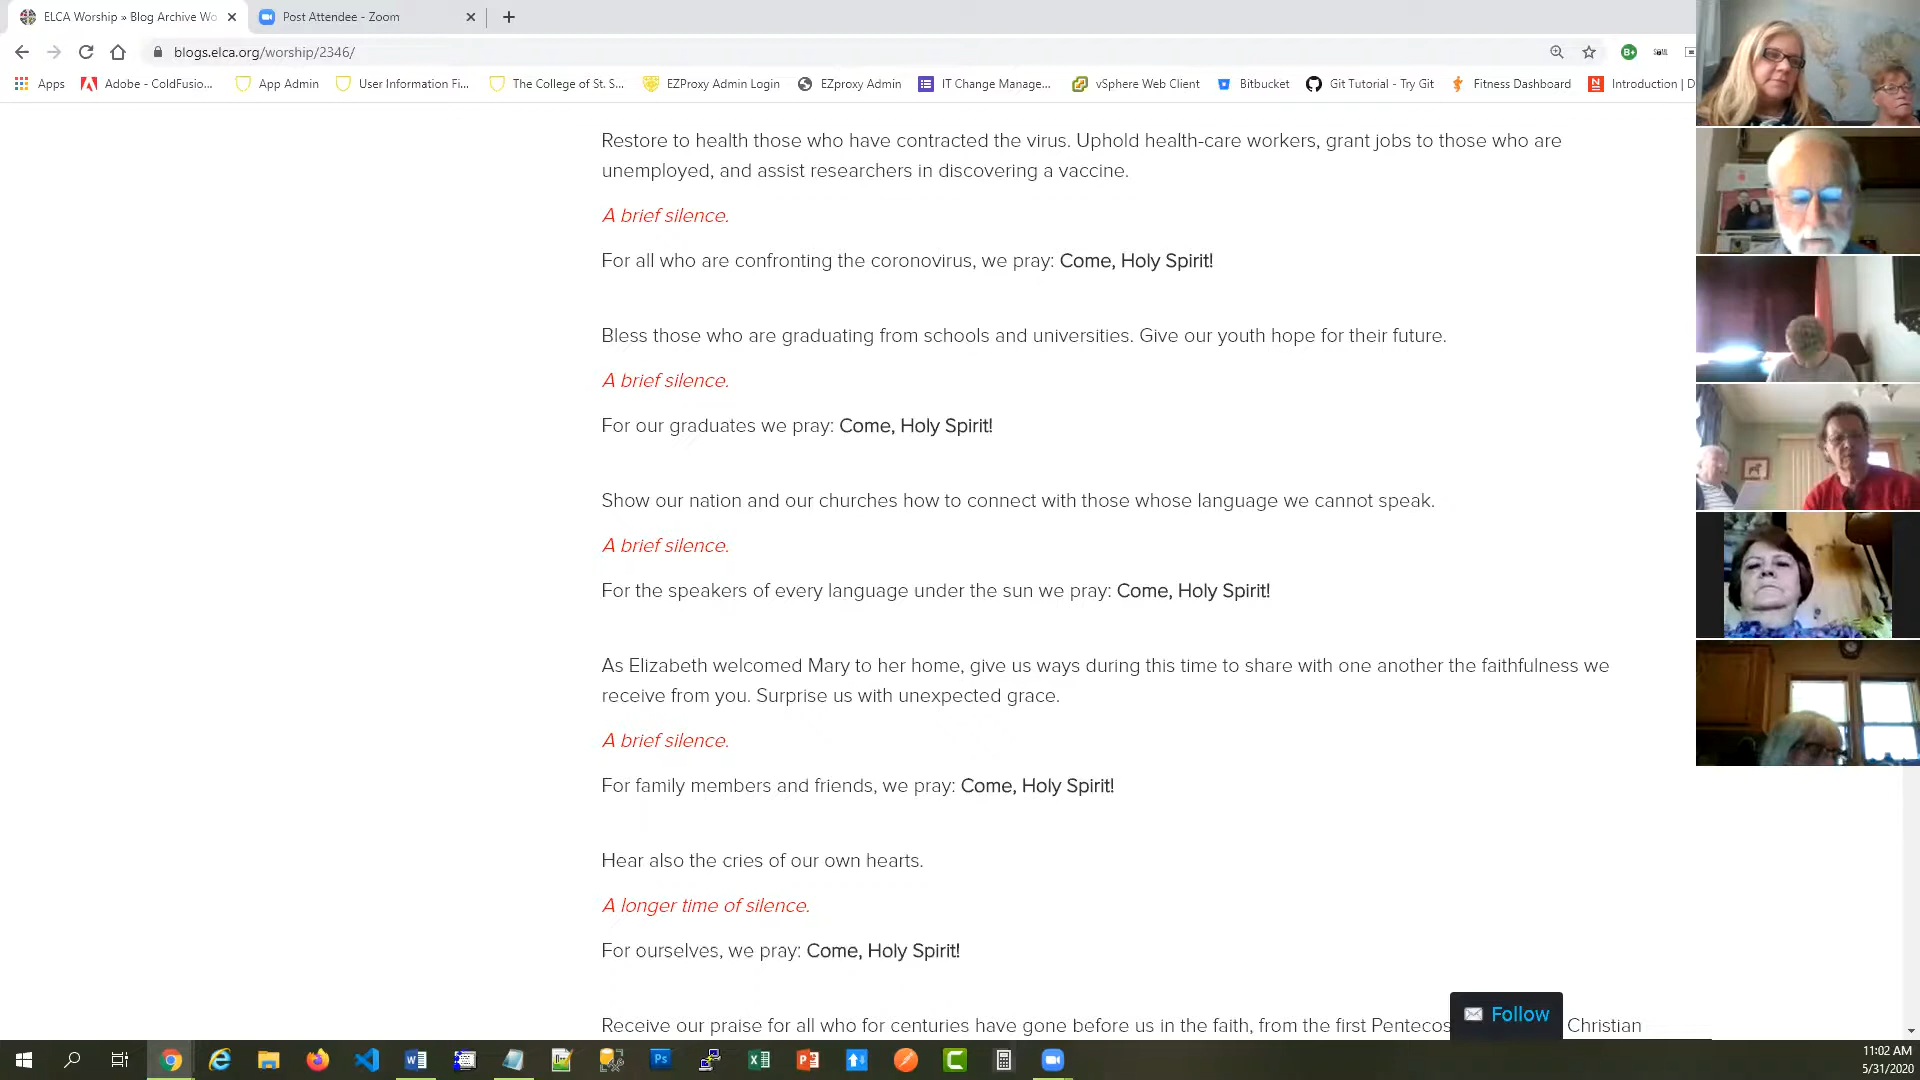 ELCA Worship » Blog Archive Wo
Post Attendee - Zoom
blogs.elca.org/worship/2346/
Apps
Adobe - ColdFusio...
App Admin
User Information Fi...
The College of St. S...
EZProxy Admin Login
EZproxy Admin
IT Change Manage...
vSphere Web Client
Bitbucket
Git Tutorial - Try Git
Fitness Dashboard
Introduction | D
Restore to health those who have contracted the virus. Uphold health-care workers, grant jobs to those who are
unemployed, and assist researchers in discovering a vaccine.
A brief silence.
For all who are confronting the coronovirus, we pray: Come, Holy Spirit!
Bless those who are graduating from schools and universities. Give our youth hope for their future.
A brief silence.
For our graduates we pray: Come, Holy Spirit!
Show our nation and our churches how to connect with those whose language we cannot speak.
A brief silence.
For the speakers of every language under the sun we pray: Come, Holy Spirit!
As Elizabeth welcomed Mary to her home, give us ways during this time to share with one another the faithfulness we
receive from you. Surprise us with unexpected grace.
A brief silence.
For family members and friends, we pray: Come, Holy Spirit!
Hear also the cries of our own hearts.
A longer time of silence.
For ourselves, we pray: Come, Holy Spirit!
Receive our praise for all who for centuries have gone before us in the faith, from the first Pentecos Christian
Follow
11:02 AM
5/31/2020